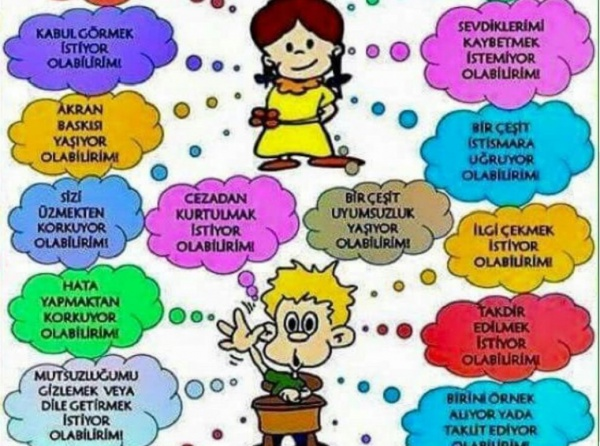 KABUL GÖRMEK
İSTİYOR
OLABİLİRİM!
SEVDİKLERİMİ
KAYBETMEK
İSTEMİYOR
OLABİLİRİM!
AKRAN
BASKISI
YAŞIYOR
OLABİLİRİM!
BİR ÇEŞİT
İSTİSMARA
UĞRUYOR
OLABİLİRİM!
SİZİ
ÜZMEKTEN
KORKUYOR
OLABİLİRİM!
CEZADAN
KURTULMAK
İSTİYOR
OLABİLİRİM!
BİR ÇEŞİT
UYUMSUZLUK
YAŞIYOR
OLABİLİRİM!
İLGİ ÇEKMEK
İSTİYOR
OLABİLİRİM!
HATA
YAPMAKTAN
KORKUYOR
OLABİLİRİM!
TAKDİR
EDİLMEK
İSTİYOR
OLABİLİRİM!
MUTSUZLUĞUMU
GİZLEMEK VEYA
DİLE GETİRMEK
İSTİYOR
OLABİLİRİM!
BİRİNİ ÖRNEK
ALIYOR YADA
TAKLİT EDİYOR
OLABİLİRİM!